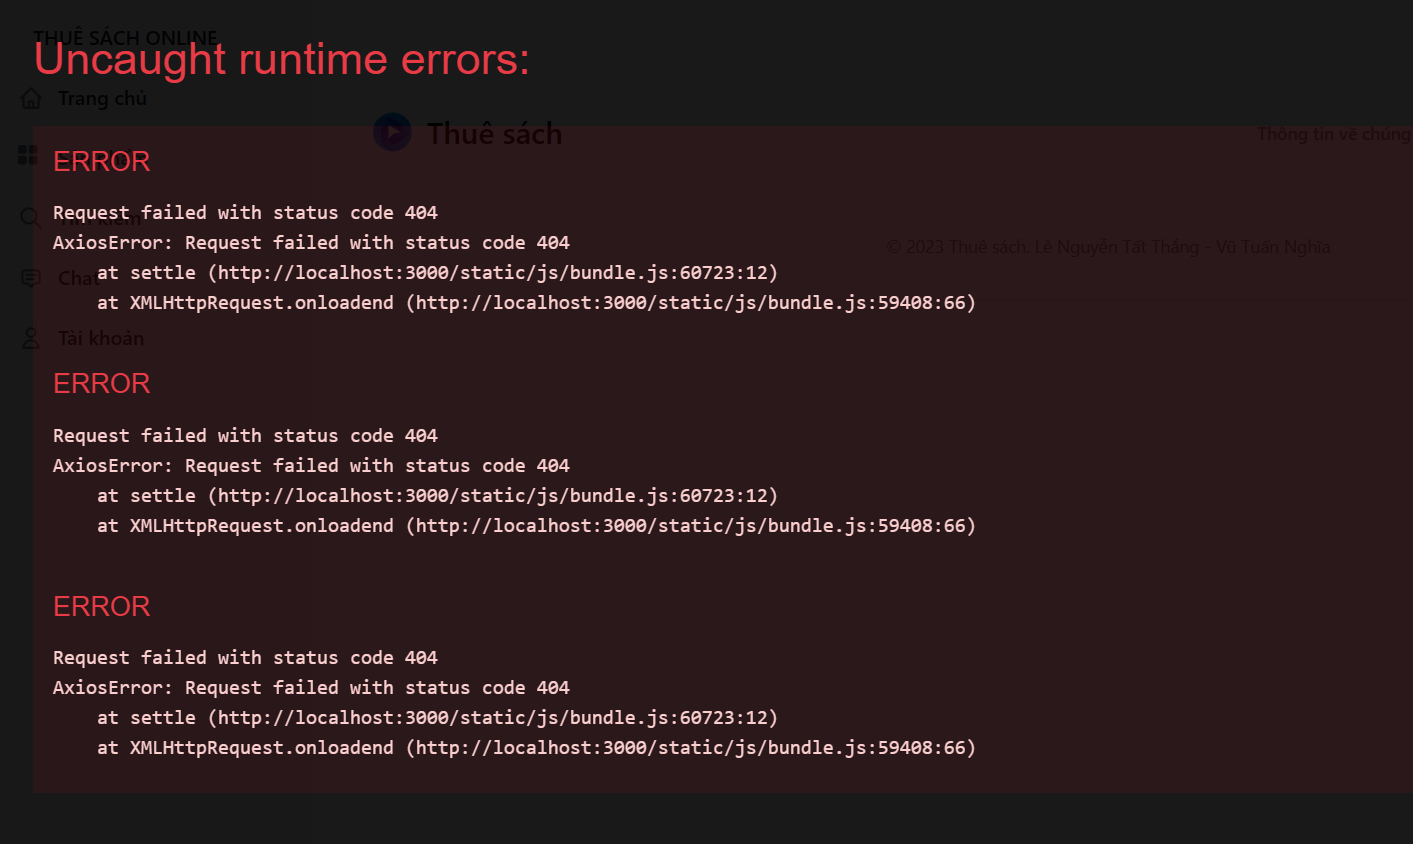 THUÊ SÁCH ONLINE
Uncaught runtime errors:
Trang chủ
Thuê sách
Thông tin về chúng
ERROR
Request failed with status code 404
AxiosError: Request failed with status code 404
© 2023 Thuê sách. Lê Nguyễn Tất Thắng - Vũ Tuấn Nghĩa
at settle (http://localhost:3000/static/js/bundle.js:60723:12)
Chat
at XMLHttpRequest.onloadend (http://localhost:3000/static/js/bundle.js:59408:66)
Tài khoản
ERROR
Request failed with status code 404
AxiosError: Request failed with status code 404
at settle (http://localhost:3000/static/js/bundle.js:60723:12)
at XMLHttpRequest.onloadend (http://localhost:3000/static/js/bundle.js:59408:66)
ERROR
Request failed with status code 404
AxiosError: Request failed with status code 404
at settle (http://localhost:3000/static/js/bundle.js:60723:12)
at XMLHttpRequest.onloadend (http://localhost:3000/static/js/bundle.js:59408:66)